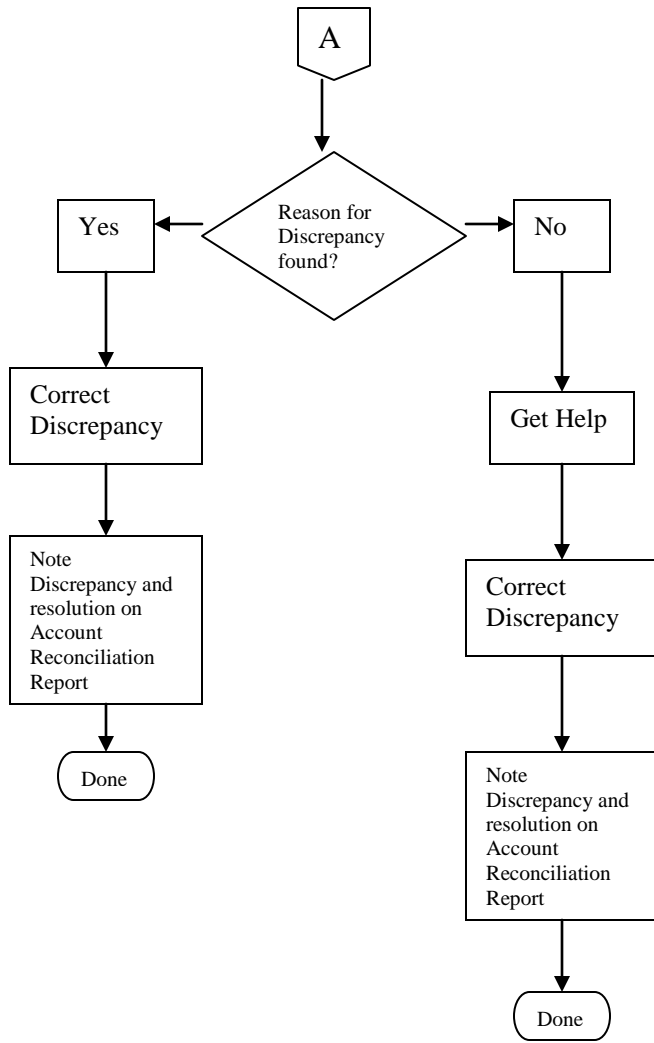 A
Reason for
Discrepancy
found?
Yes
No
Correct
Discrepancy
Get Help
Note
Discrepancy and
resolution on
Account
Reconciliation
Report
Correct
Discrepancy
Done
Note
Discrepancy and
resolution on
Account
Reconciliation
Report
Done